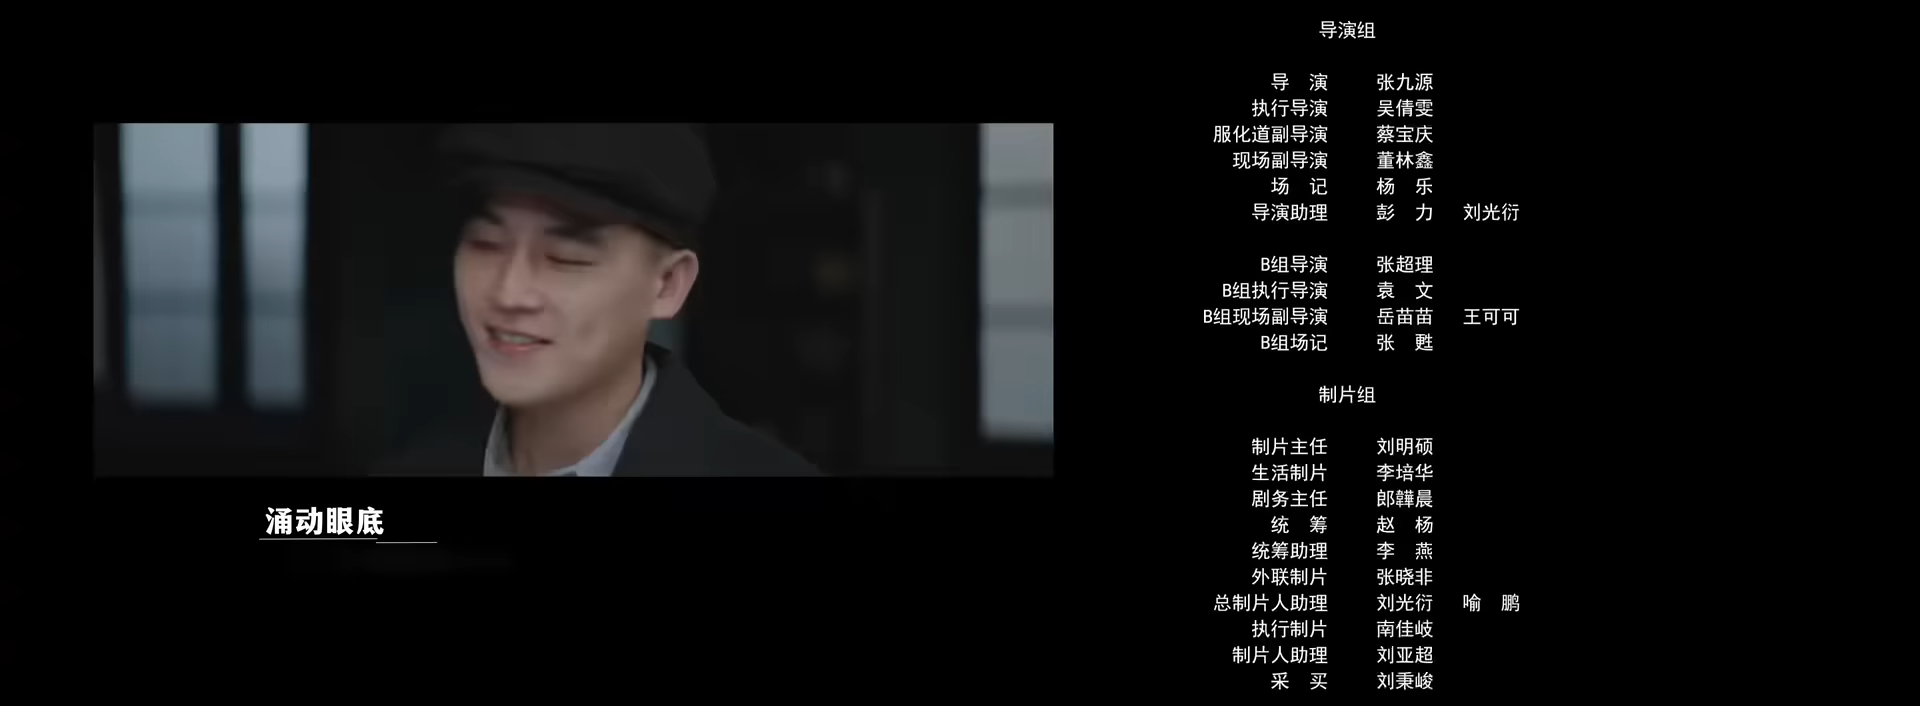 涌动眼底
导演组
导 演 张九源
执行导演 吴倩雯
服化道副导演 蔡宝庆
现场副导演 董林鑫
场 记 杨 乐
导演助理 彭 力 刘光衍
B组导演 张超理
B组执行导演 袁 文
B组现场副导演 岳苗苗 王可可
B组场记 张 甦
制片组
制片主任 刘明硕
生活制片 李培华
剧务主任 郎韡晨
统 筹 赵 杨
统筹助理 李 燕
外联制片 张晓非
总制片人助理 刘光衍 喻 鹏
执行制片 南佳岐
制片人助理 刘亚超
采 买 刘秉峻